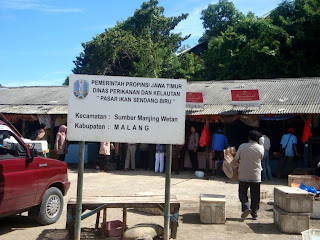 PEMERINTAH PROPINSI JAWA TIMUR
DINAS PERIKANAN DAN KELAUTAN
" PASAR IKAN SENDANG BIRU "
Kecamatan : Sumber Manjing Wetan
Kabupaten : MALANG